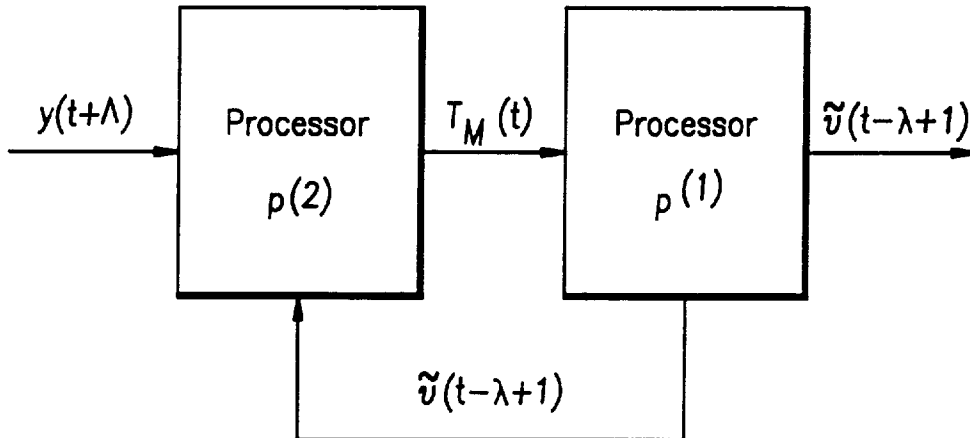 y(t+Λ)
Processor
p(2)
T_M(t)
Processor
p(1)
ṽ(t−λ+1)
ṽ(t−λ+1)